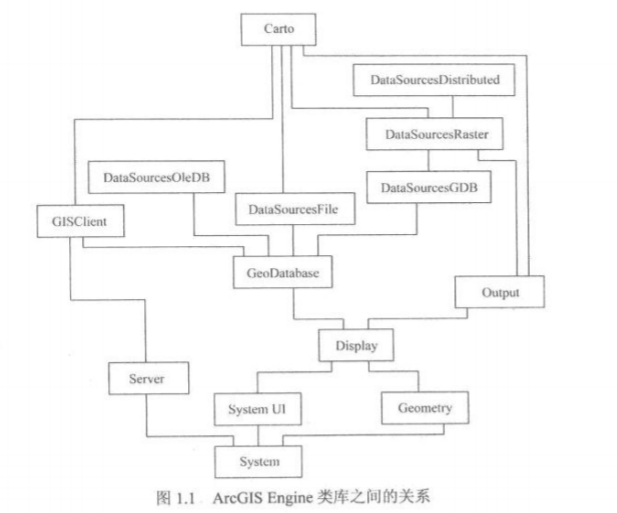 Carto
DataSourcesDistributed
DataSourcesRaster
DataSourcesOleDB
DataSourcesGDB
DataSourcesFile
GISClient
GeoDatabase
Output
Display
Server
System UI
Geometry
System
图 1.1 ArcGIS Engine 类库之间的关系